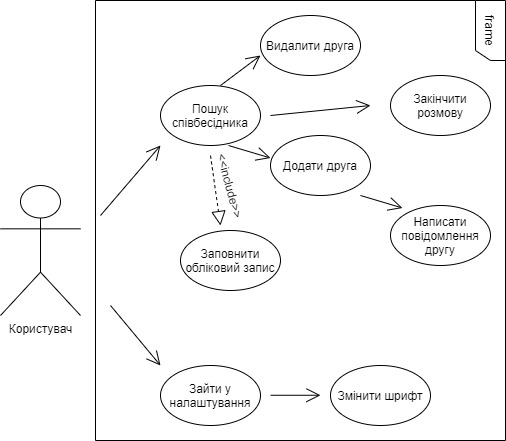 frame
Видалити друга
Пошук
співбесідника
Закінчити
розмову
<<include>>
Додати друга
Написати
повідомлення
другу
Заповнити
обліковий запис
Користувач
Зайти у
налаштування
Змінити шрифт